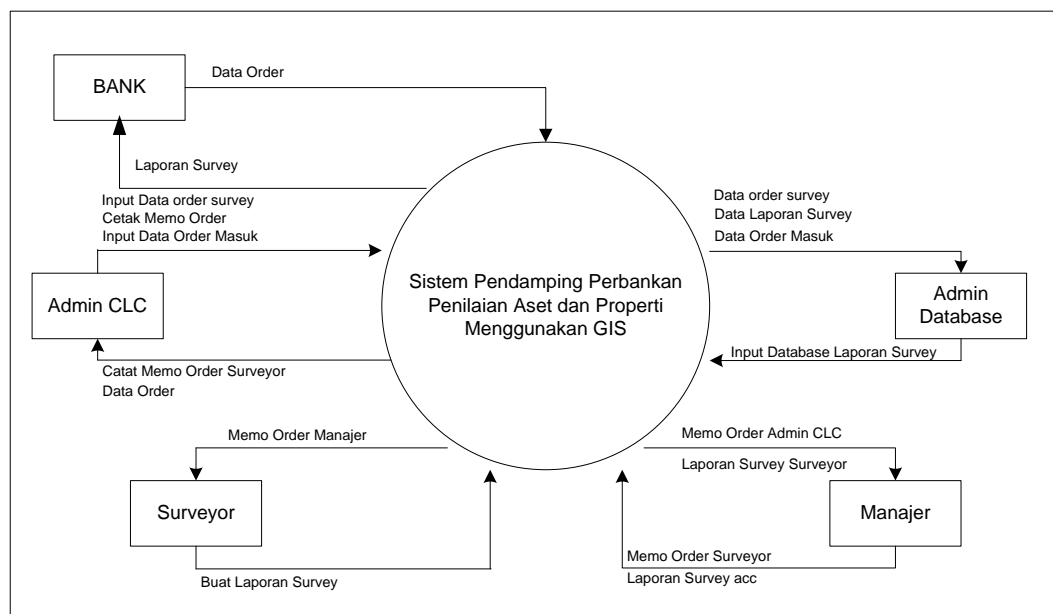 BANK
Data Order
Laporan Survey
Input Data order survey
Cetak Memo Order
Input Data Order Masuk
Admin CLC
Catat Memo Order Surveyor
Data Order
Sistem Pendamping Perbankan
Penilaian Aset dan Properti
Menggunakan GIS
Data order survey
Data Laporan Survey
Data Order Masuk
Admin
Database
Input Database Laporan Survey
Memo Order Manajer
Surveyor
Buat Laporan Survey
Memo Order Admin CLC
Laporan Survey Surveyor
Manajer
Memo Order Surveyor
Laporan Survey acc